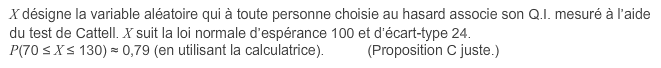 X désigne la variable aléatoire qui à toute personne choisie au hasard associe son Q.I. mesuré à l'aide
du test de Cattell. X suit la loi normale d'espérance 100 et d'écart-type 24.
P(70 ≤ X ≤ 130) ≈ 0,79 (en utilisant la calculatrice). (Proposition C juste.)